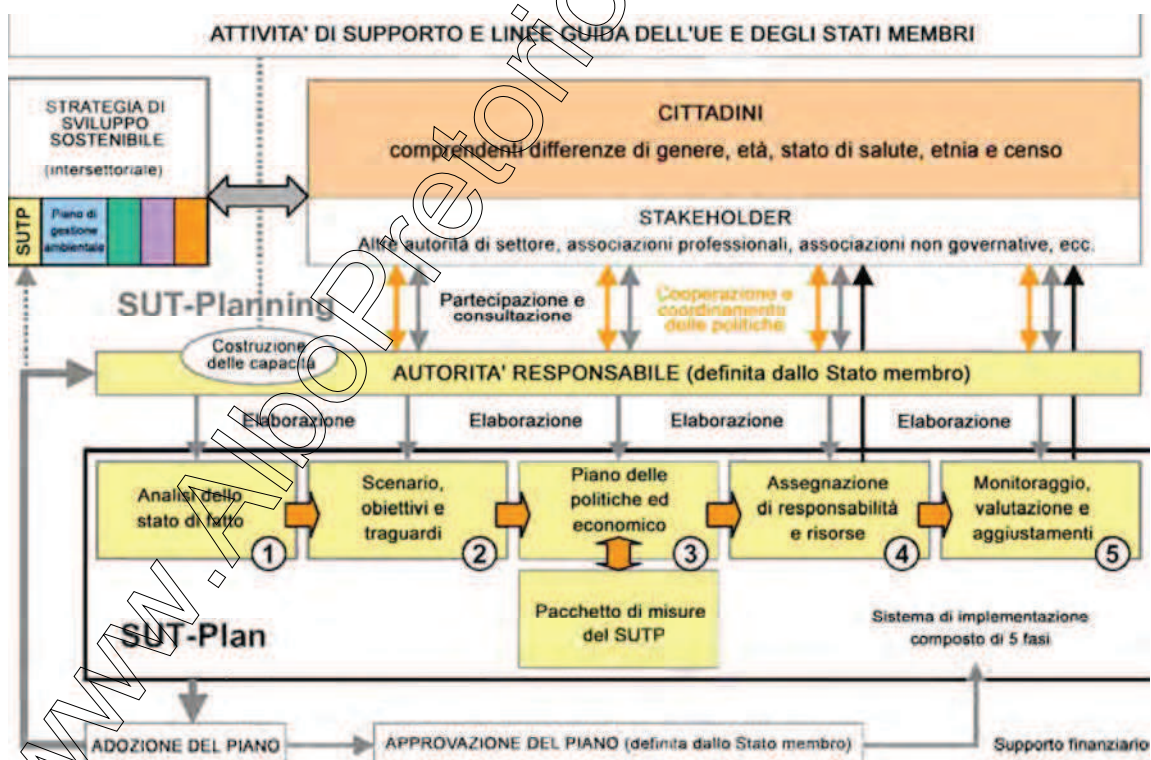 ATTIVITA' DI SUPPORTO E LINEE GUIDA DELL'UE E DEGLI STATI MEMBRI
STRATEGIA DI
SVILUPPO
SOSTENIBILE
(intersettoriale)
SUTP
Piano di
gestione
ambientale
CITTADINI
comprendenti differenze di genere, età, stato di salute, etnia e censo
STAKEHOLDER
Altre autorità di settore, associazioni professionali, associazioni non governative, ecc.
SUT-Planning
Partecipazione e
consultazione
Cooperazione e
coordinamento
delle politiche
Costruzione
delle capacità
AUTORITA' RESPONSABILE (definita dallo Stato membro)
Elaborazione
Elaborazione
Elaborazione
Elaborazione
Analisi dello
stato di fatto
1
Scenario,
obiettivi e
traguardi
2
Piano delle
politiche ed
economico
3
Assegnazione
di responsabilità
e risorse
4
Monitoraggio,
valutazione e
aggiustamenti
5
Pacchetto di misure
del SUTP
SUT-Plan
Sistema di implementazione
composto di 5 fasi
ADOZIONE DEL PIANO
APPROVAZIONE DEL PIANO (definita dallo Stato membro)
Supporto finanziario
www.AlboPretorio